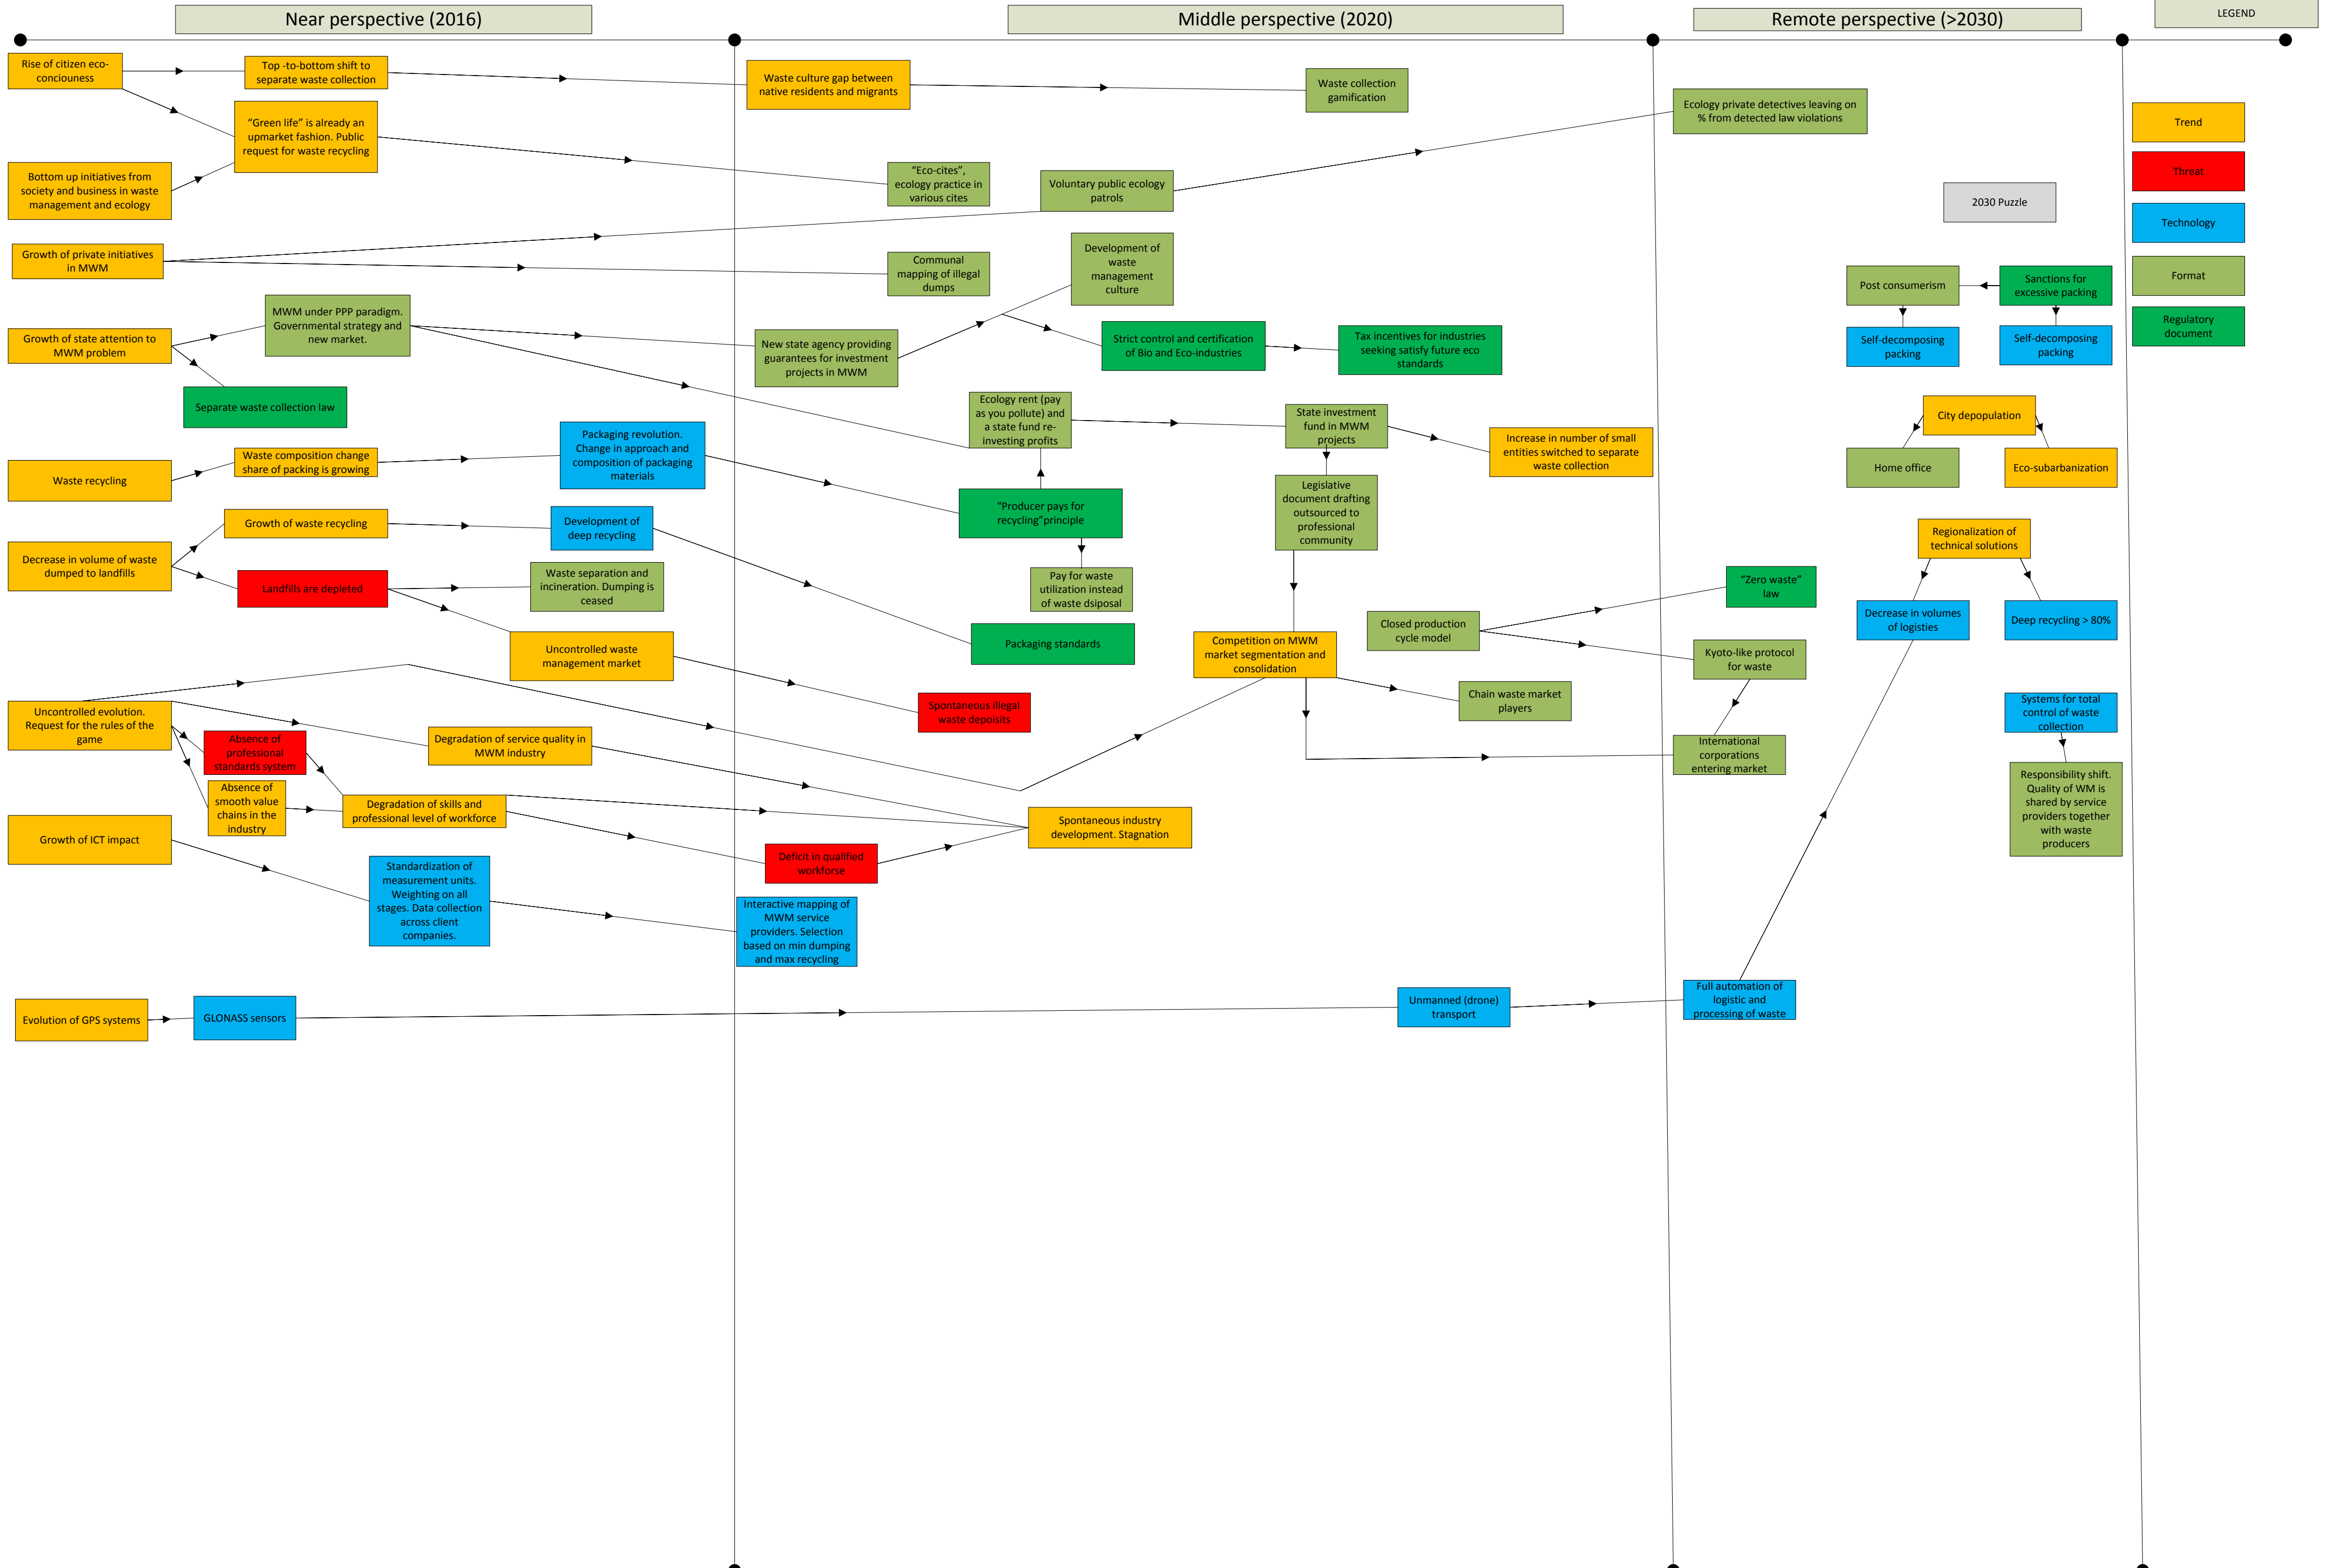 Near perspective (2016)
Middle perspective (2020)
Remote perspective (>2030)
LEGEND
Rise of citizen eco-
conciouness
Top -to-bottom shift to
separate waste collection
Waste culture gap between
native residents and migrants
Waste collection
gamification
Ecology private detectives leaving on
% from detected law violations
Trend
“Green life” is already an
upmarket fashion. Public
request for waste recycling
Threat
Bottom up initiatives from
society and business in waste
management and ecology
“Eco-cites”,
ecology practice in
various cites
Voluntary public ecology
patrols
2030 Puzzle
Technology
Growth of private initiatives
in MWM
Communal
mapping of illegal
dumps
Development of
waste
management
culture
Post consumerism
Sanctions for
excessive packing
Format
MWM under PPP paradigm.
Governmental strategy and
new market.
Growth of state attention to
MWM problem
New state agency providing
guarantees for investment
projects in MWM
Strict control and certification
of Bio and Eco-industries
Tax incentives for industries
seeking satisfy future eco
standards
Self-decomposing
packing
Self-decomposing
packing
Regulatory
document
Separate waste collection law
Ecology rent (pay
as you pollute) and
a state fund re-
investing profits
State investment
fund in MWM
projects
City depopulation
Packaging revolution.
Change in approach and
composition of packaging
materials
Increase in number of small
entities switched to separate
waste collection
Waste recycling
Waste composition change
share of packing is growing
Home office
Eco-subarbanization
Legislative
document drafting
outsourced to
professional
community
“Producer pays for
recycling”principle
Growth of waste recycling
Development of
deep recycling
Regionalization of
technical solutions
Decrease in volume of waste
dumped to landfills
Landfills are depleted
Waste separation and
incineration. Dumping is
ceased
Pay for waste
utilization instead
of waste dsiposal
“Zero waste”
law
Decrease in volumes
of logisties
Deep recycling > 80%
Uncontrolled waste
management market
Packaging standards
Competition on MWM
market segmentation and
consolidation
Closed production
cycle model
Kyoto-like protocol
for waste
Spontaneous illegal
waste depoisits
Chain waste market
players
Systems for total
control of waste
collection
Uncontrolled evolution.
Request for the rules of the
game
Absence of
professional
standards system
Degradation of service quality in
MWM industry
International
corporations
entering market
Absence of
smooth value
chains in the
industry
Degradation of skills and
professional level of workforce
Spontaneous industry
development. Stagnation
Responsibility shift.
Quality of WM is
shared by service
providers together
with waste
producers
Growth of ICT impact
Deficit in qualified
workforse
Standardization of
measurement units.
Weighting on all
stages. Data collection
across client
companies.
Interactive mapping of
MWM service
providers. Selection
based on min dumping
and max recycling
Evolution of GPS systems
GLONASS sensors
Unmanned (drone)
transport
Full automation of
logistic and
processing of waste